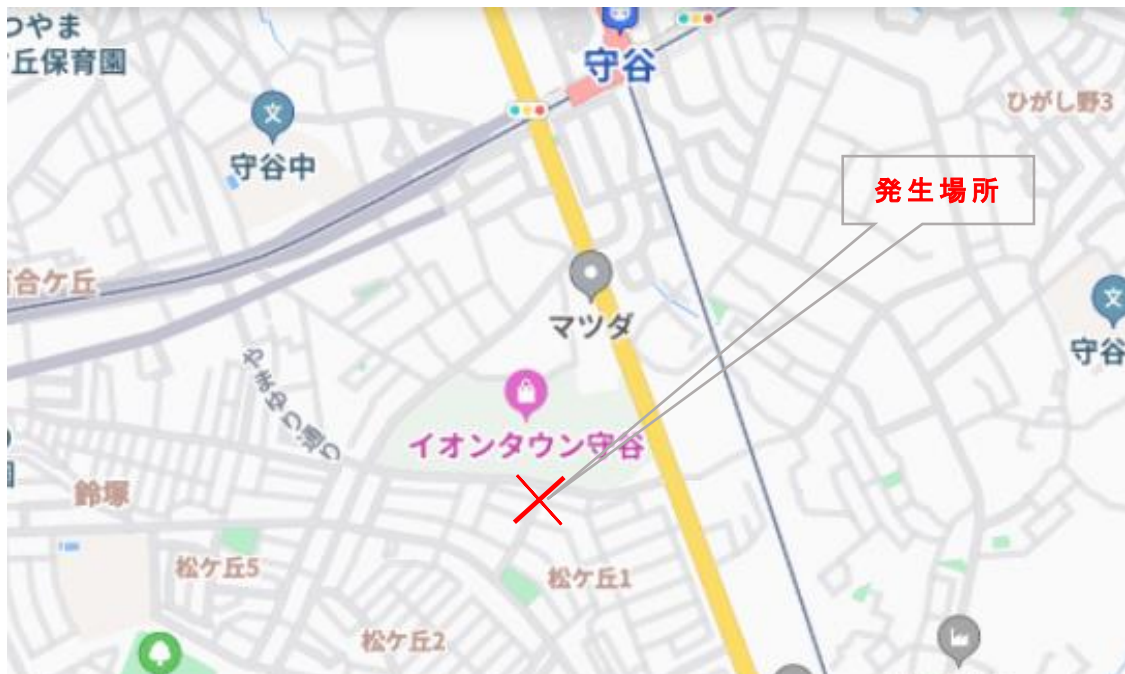 つやま
丘保育園
守谷
ひがし野3
守谷中
発生場所
百合ケ丘
マツダ
守谷
やまゆり通り
イオンタウン守谷
鈴塚
園
松ケ丘5
松ケ丘1
松ケ丘2